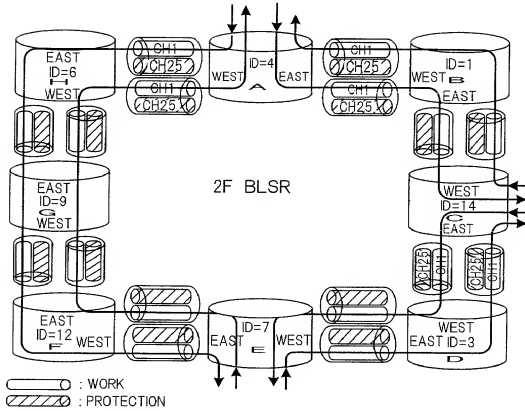 EAST
ID=6
H
WEST
CH1
CH25
CH1
CH25
WEST
ID=4
EAST
A
CH1
CH25
CH1
CH25
ID=1
WEST
B
EAST
EAST
ID=9
G
WEST
2F BLSR
WEST
ID=14
C
EAST
CH25
CH1
CH25
CH1
EAST
ID=12
WEST
F
ID=7
EAST
WEST
E
WEST
EAST ID=3
D
: WORK
: PROTECTION